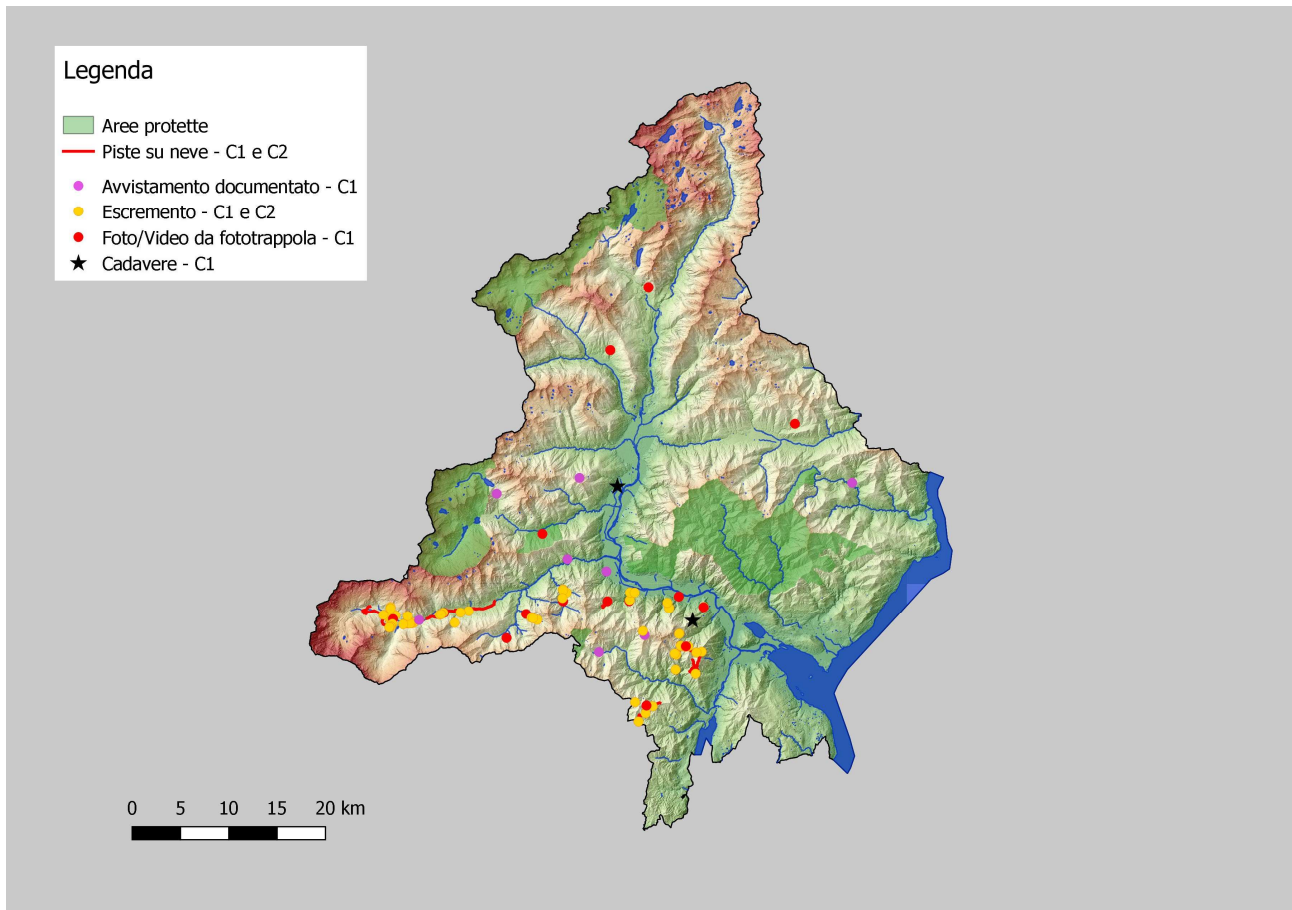 Legenda
Aree protette
Piste su neve - C1 e C2
Avvistamento documentato - C1
Escremento - C1 e C2
Foto/Video da fototrappola - C1
Cadavere - C1
0 5 10 15 20 km